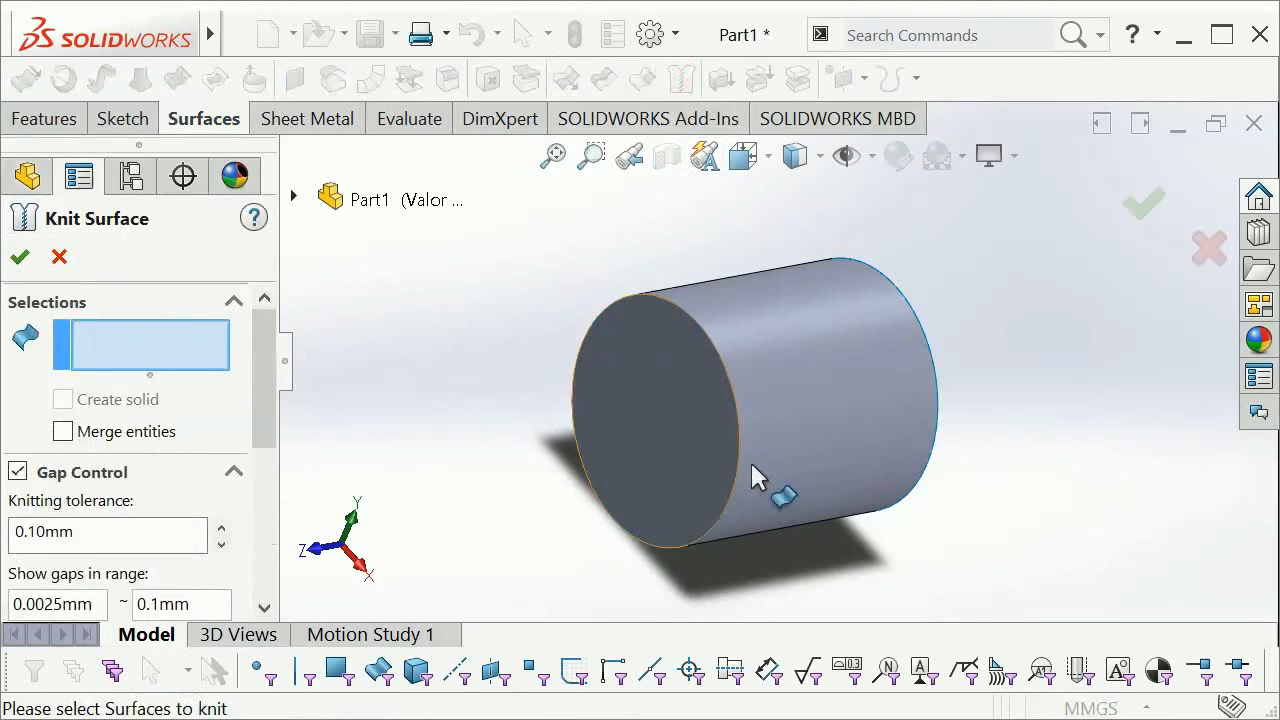 SOLIDWORKS
Part1 *
Search Commands
?
Features
Sketch
Surfaces
Sheet Metal
Evaluate
DimXpert
SOLIDWORKS Add-Ins
SOLIDWORKS MBD
Knit Surface
?
Part1 (Valor ...
Selections
Create solid
Merge entities
Gap Control
Knitting tolerance:
0.10mm
Show gaps in range:
0.0025mm ~ 0.1mm
Y
Z
X
Model
3D Views
Motion Study 1
Please select Surfaces to knit
MMGS